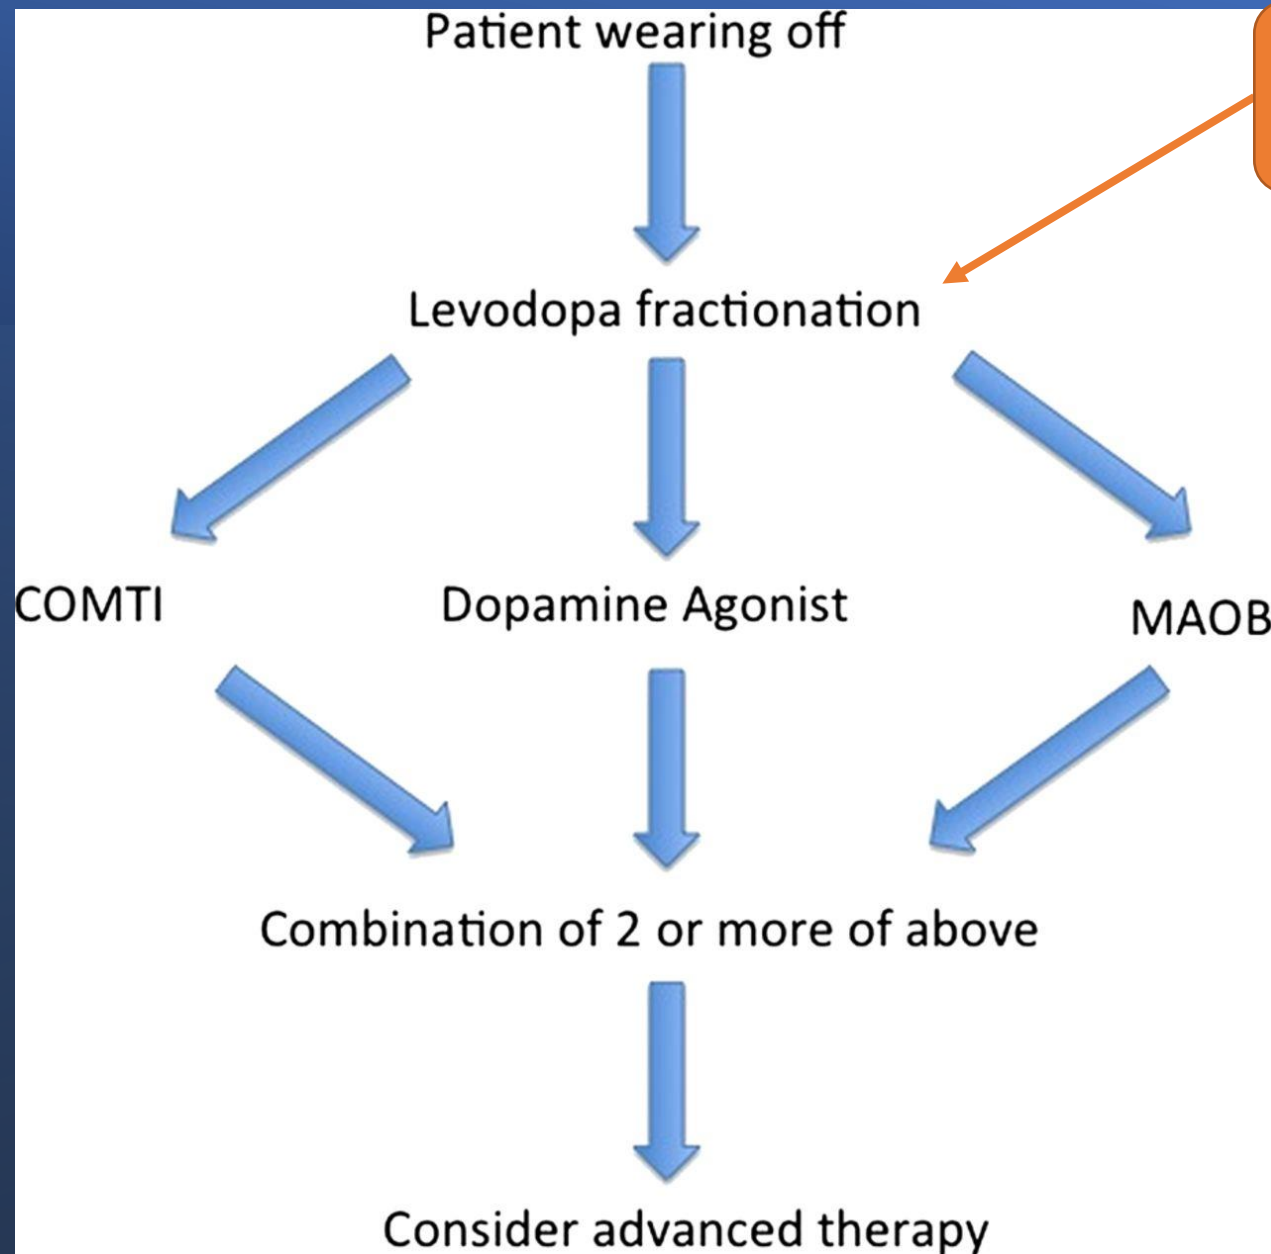 Patient wearing off
Levodopa fractionation
COMTI
Dopamine Agonist
MAOB
Combination of 2 or more of above
Consider advanced therapy